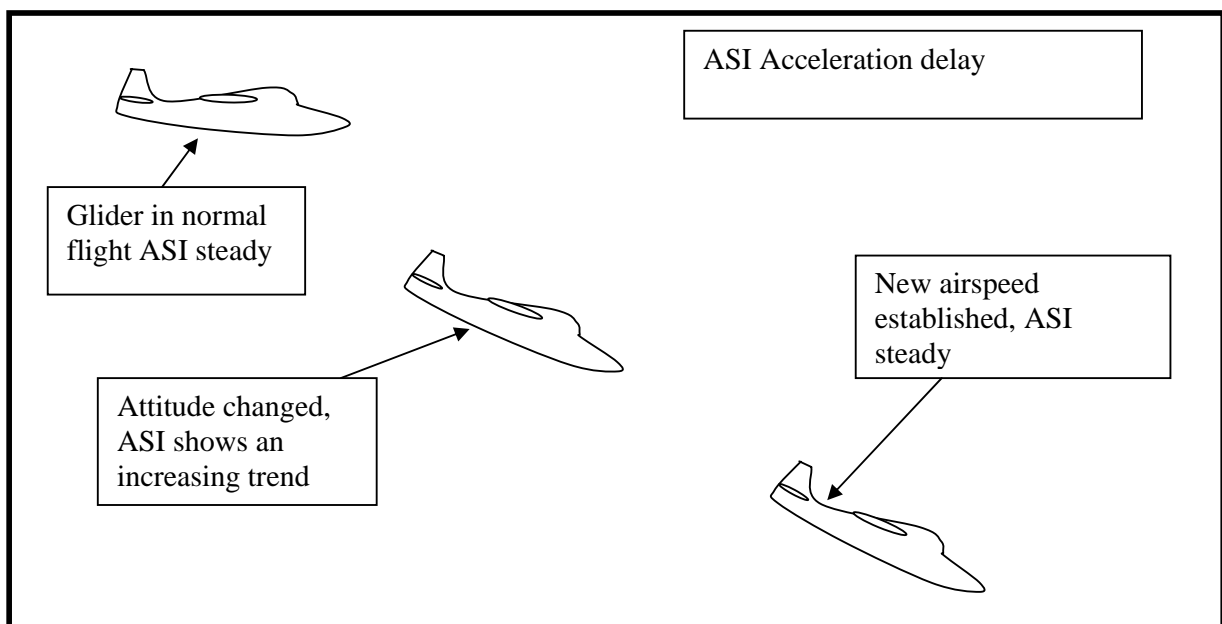 ASI Acceleration delay
Glider in normal
flight ASI steady
New airspeed
established, ASI
steady
Attitude changed,
ASI shows an
increasing trend